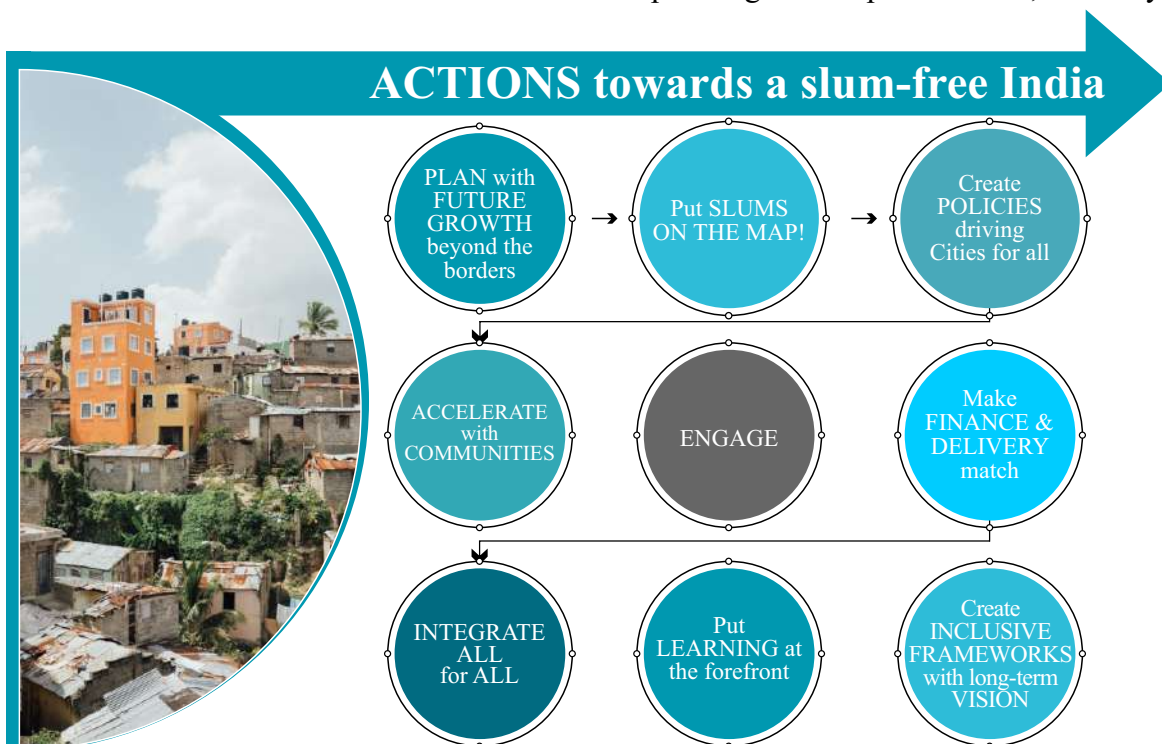 ACTIONS towards a slum-free India
PLAN with
FUTURE
GROWTH
beyond the
borders
Put SLUMS
ON THE MAP!
Create
POLICIES
driving
Cities for all
ACCELERATE
with
COMMUNITIES
ENGAGE
Make
FINANCE &
DELIVERY
match
INTEGRATE
ALL
for ALL
Put
LEARNING at
the forefront
Create
INCLUSIVE
FRAMEWORKS
with long-term
VISION